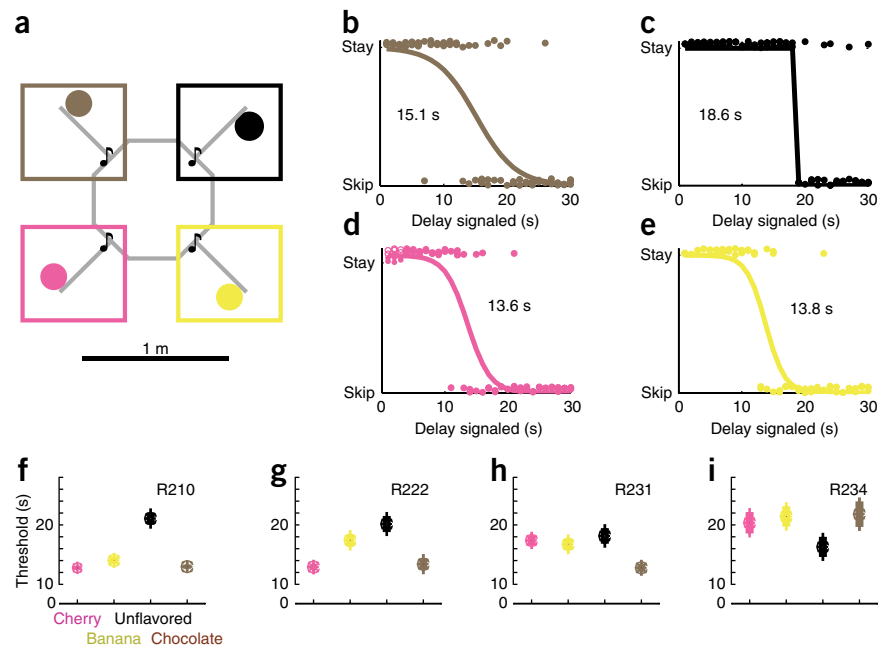 a
b
c
Stay
Skip
15.1 s
0
10
20
30
Delay signaled (s)
18.6 s
0
10
20
30
Delay signaled (s)
1 m
d
e
Stay
Skip
13.6 s
0
10
20
30
Delay signaled (s)
Stay
Skip
13.8 s
0
10
20
30
Delay signaled (s)
f
g
h
i
R210
R222
R231
R234
Threshold (s)
20
10
0
20
10
0
20
10
0
20
10
0
Cherry Unflavored
Banana Chocolate